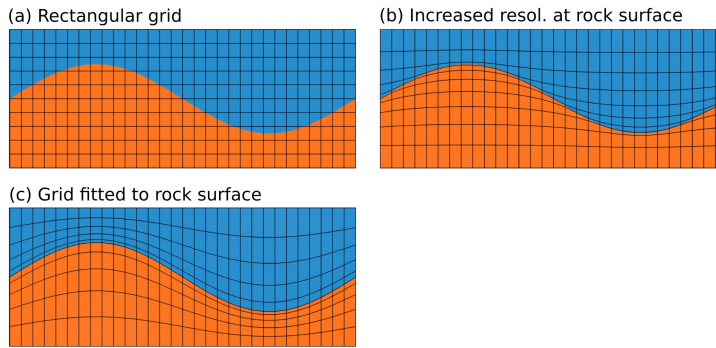 (a) Rectangular grid
(b) Increased resol. at rock surface
(c) Grid fitted to rock surface